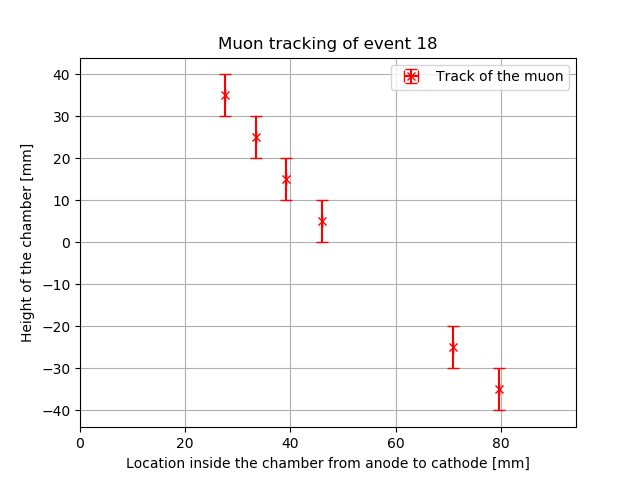 Muon tracking of event 18
Track of the muon
Height of the chamber [mm]
40
30
20
10
0
−10
−20
−30
−40
0 20 40 60 80
Location inside the chamber from anode to cathode [mm]